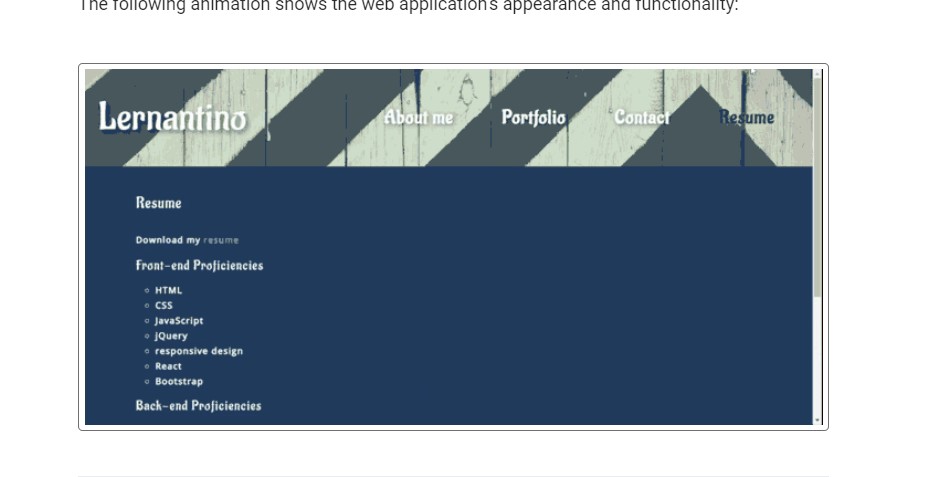 The following animation shows the web application's appearance and functionality:
Lernantino
About me Portfolio Contact Resume
Resume
Download my resume
Front-end Proficiencies
HTML
CSS
JavaScript
jQuery
responsive design
React
Bootstrap
Back-end Proficiencies